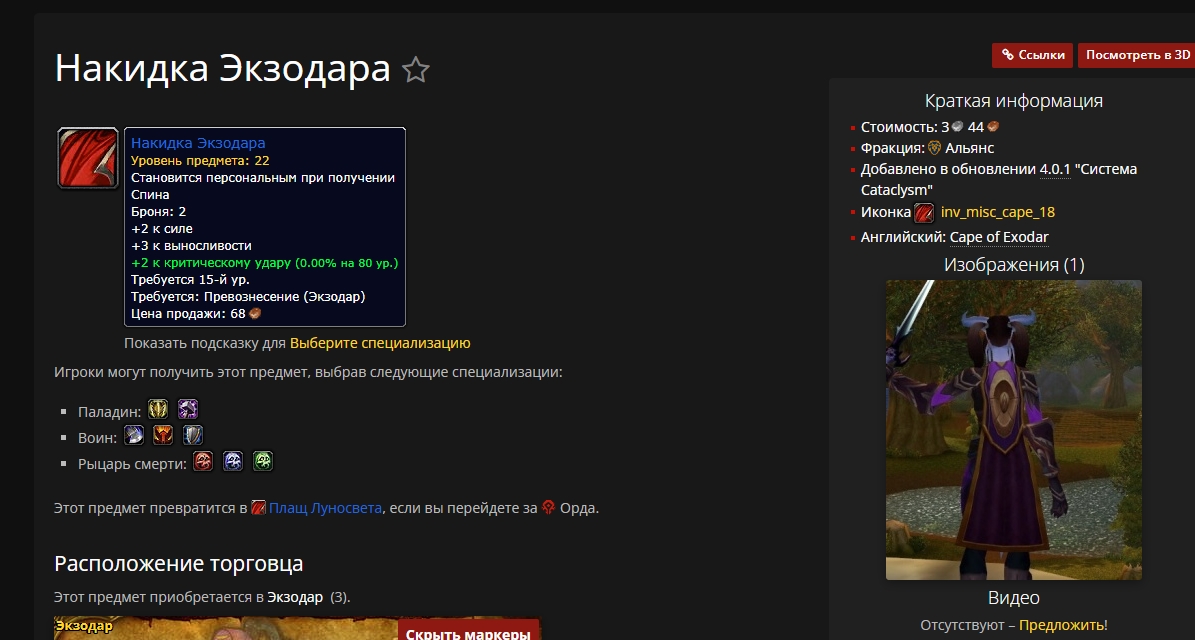 Накидка Экзодара
Накидка Экзодара
Уровень предмета: 22
Становится персональным при получении
Спина
Броня: 2
+2 к силе
+3 к выносливости
+2 к критическому удару (0.00% на 80 ур.)
Требуется 15-й ур.
Требуется: Превознесение (Экзодар)
Цена продажи: 68
Показать подсказку для Выберите специализацию
Игроки могут получить этот предмет, выбрав следующие специализации:
Паладин:
Воин:
Рыцарь смерти:
Этот предмет превратится в Плащ Луносвета, если вы перейдете за Орда.
Расположение торговца
Этот предмет приобретается в Экзодар (3).
Экзодар
Скрыть маркеры
Ссылки
Посмотреть в 3D
Краткая информация
Стоимость: 3 44
Фракция: Альянс
Добавлено в обновлении 4.0.1 "Система
Cataclysm"
Иконка inv_misc_cape_18
Английский: Cape of Exodar
Изображения (1)
Видео
Отсутствуют – Предложить!